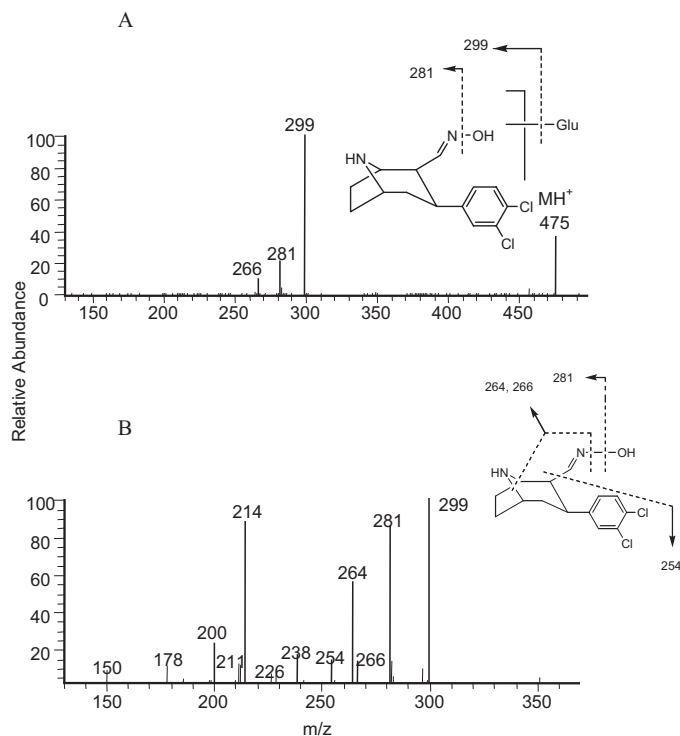 A
299
281
N
OH
Glu
HN
Cl
Cl
MH+
475
299
281
266
100
80
60
40
20
0
150 200 250 300 350 400 450
Relative Abundance
B
264, 266
281
N
OH
HN
Cl
Cl
254
100
80
60
40
20
299
281
214
264
200
238
254
266
211
226
178
150
150 200 250 300 350
m/z